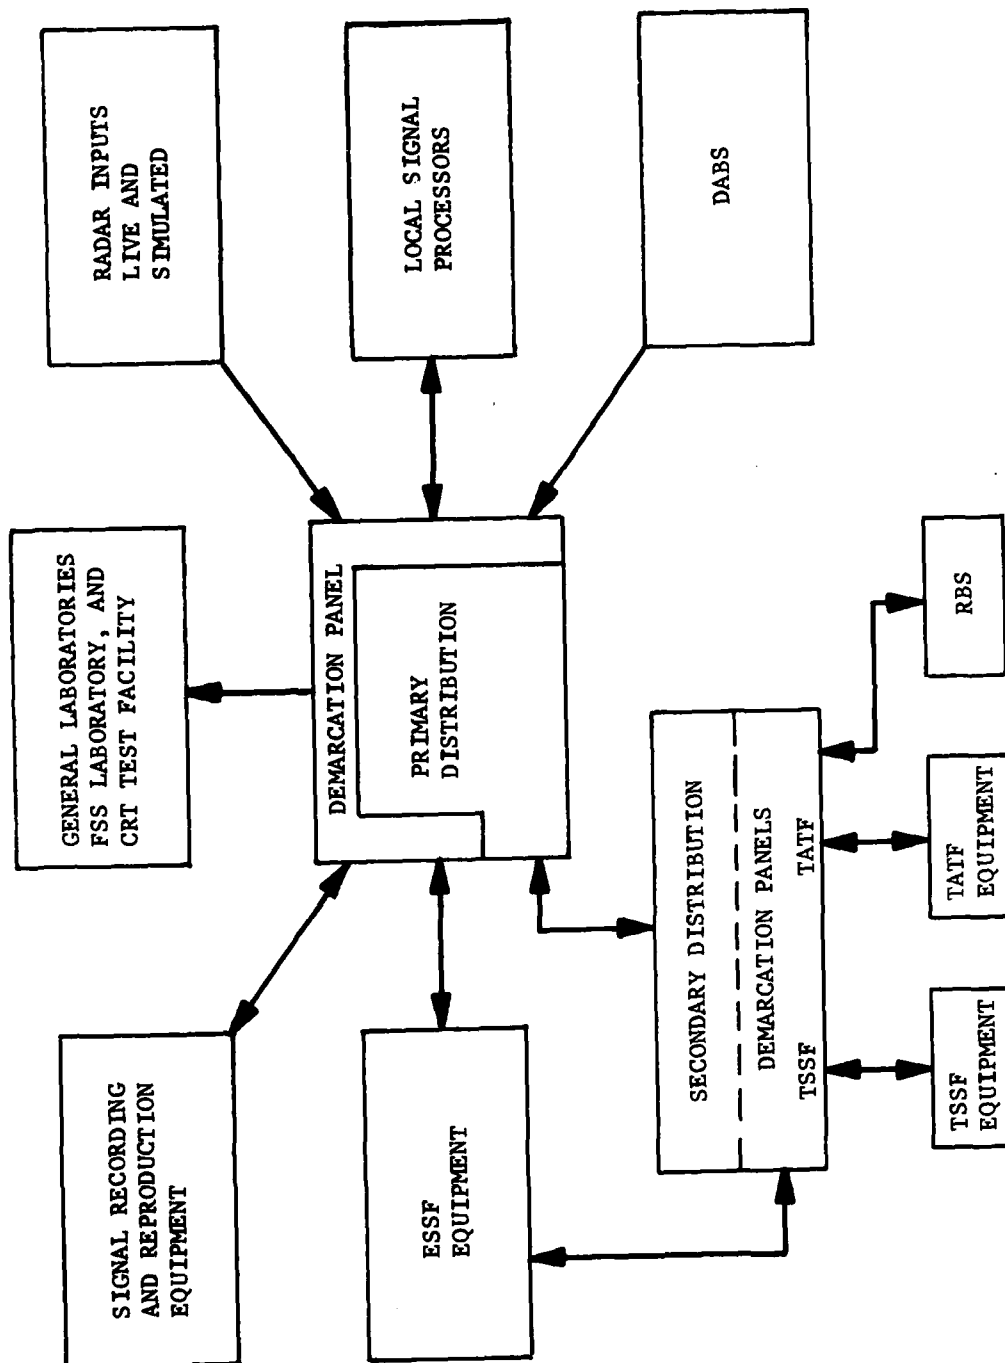 SIGNAL RECORDING
AND REPRODUCTION
EQUIPMENT
GENERAL LABORATORIES
FSS LABORATORY, AND
CRT TEST FACILITY
RADAR INPUTS
LIVE AND
SIMULATED
DEMARCATION PANEL
PRIMARY
DISTRIBUTION
LOCAL SIGNAL
PROCESSORS
ESSF
EQUIPMENT
DABS
SECONDARY DISTRIBUTION
DEMARCATION PANELS
TSSF
TATF
TSSF
EQUIPMENT
TATF
EQUIPMENT
RBS